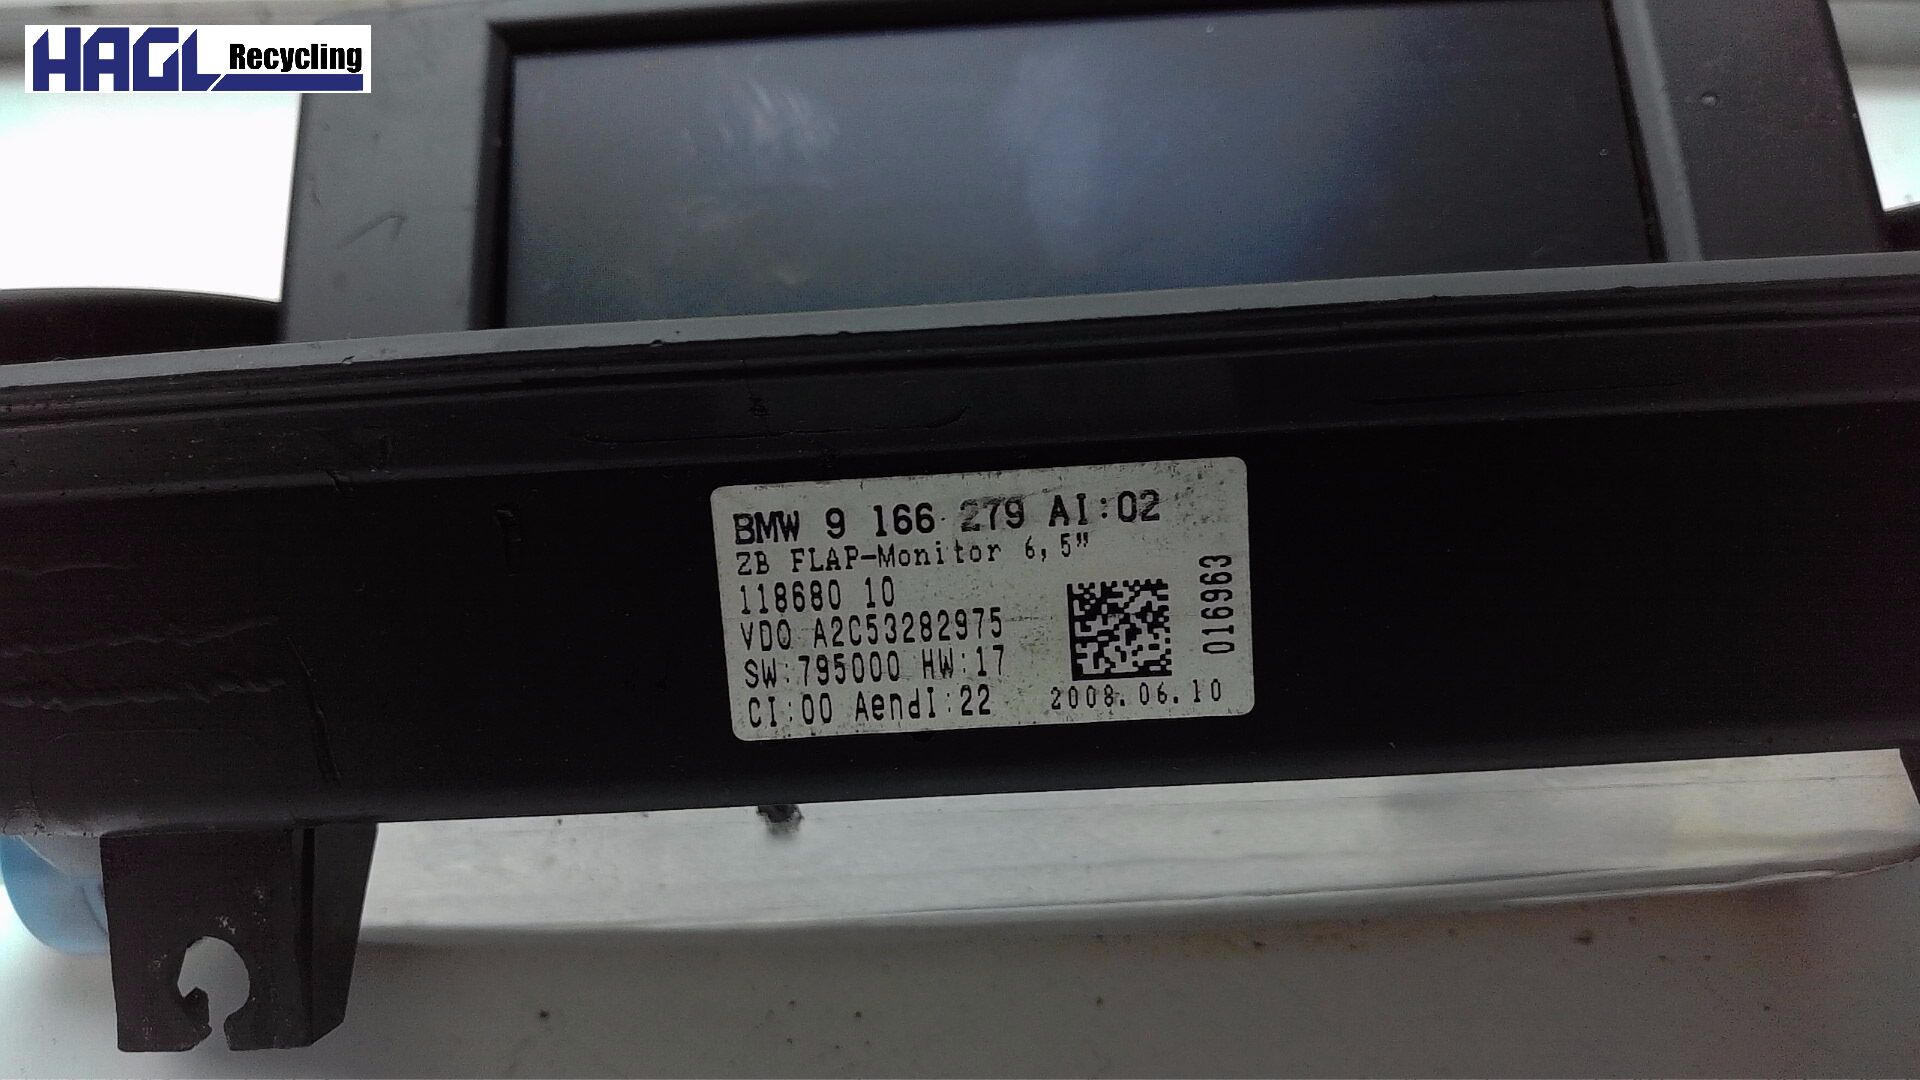 HAGL Recycling
BMW 9 166 279 AI:02
ZB FLAP-Monitor 6,5"
118680 10
VDO A2C53282975
SW:795000 HW:17
CI:00 AendI:22
2008.06.10
016963